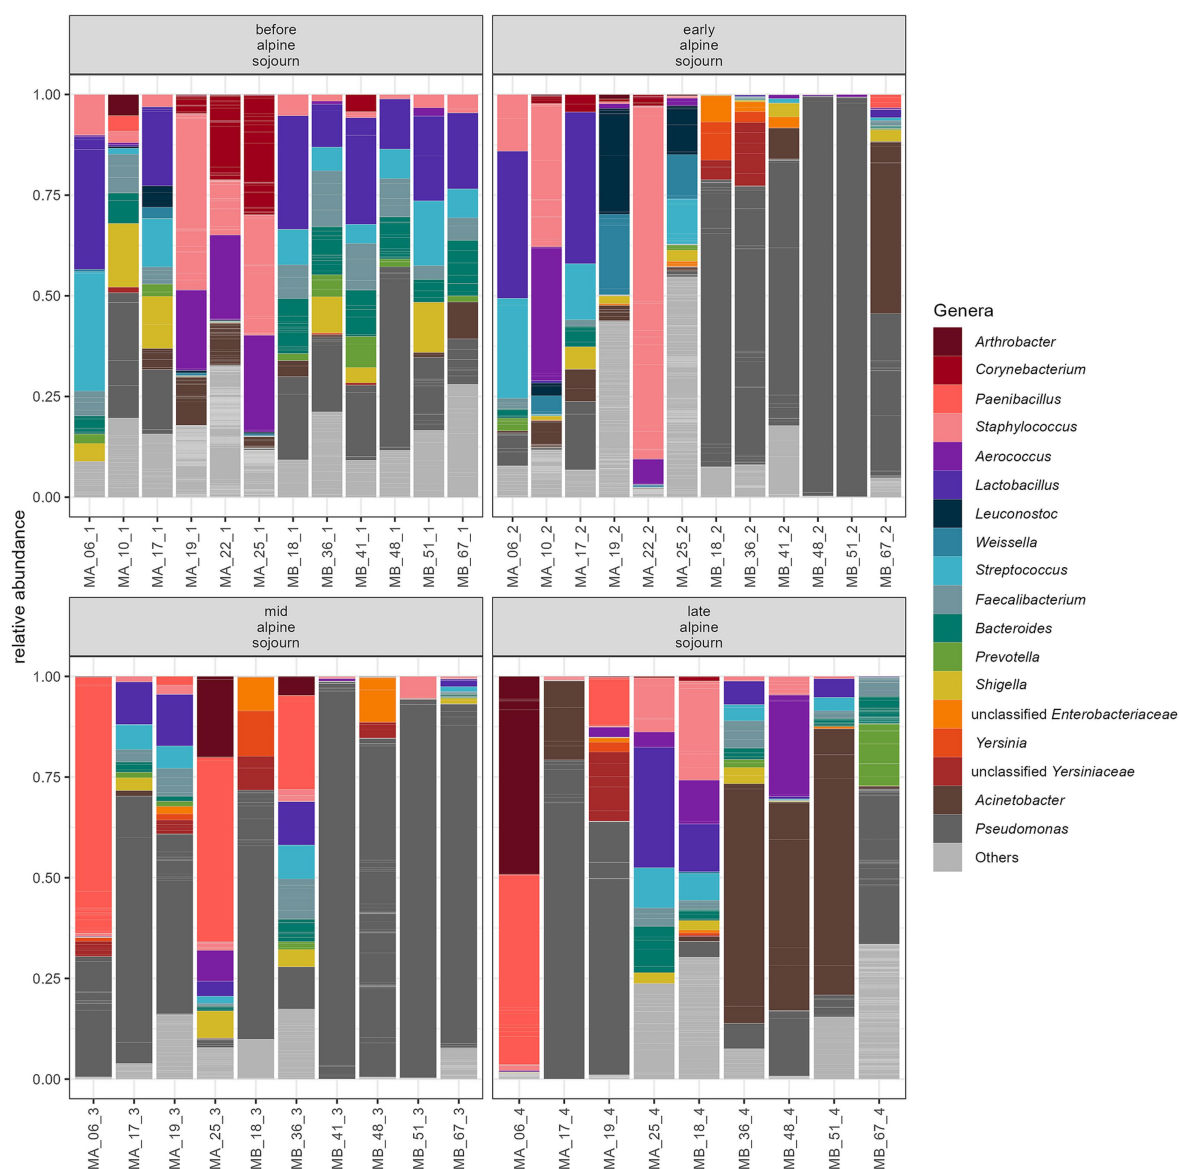 before
alpine
sojourn
early
alpine
sojourn
1.00
0.75
0.50
0.25
0.00
MA_06_1
MA_10_1
MA_17_1
MA_19_1
MA_22_1
MA_25_1
MB_18_1
MB_36_1
MB_41_1
MB_48_1
MB_51_1
MB_67_1
MA_06_2
MA_10_2
MA_17_2
MA_19_2
MA_22_2
MA_25_2
MB_18_2
MB_36_2
MB_41_2
MB_48_2
MB_51_2
MB_67_2
relative abundance
mid
alpine
sojourn
late
alpine
sojourn
1.00
0.75
0.50
0.25
0.00
MA_06_3
MA_17_3
MA_19_3
MA_25_3
MB_18_3
MB_36_3
MB_41_3
MB_48_3
MB_51_3
MB_67_3
MA_06_4
MA_17_4
MA_19_4
MA_25_4
MB_18_4
MB_36_4
MB_48_4
MB_51_4
MB_67_4
Genera
Arthrobacter
Corynebacterium
Paenibacillus
Staphylococcus
Aerococcus
Lactobacillus
Leuconostoc
Weissella
Streptococcus
Faecalibacterium
Bacteroides
Prevotella
Shigella
unclassified Enterobacteriaceae
Yersinia
unclassified Yersiniaceae
Acinetobacter
Pseudomonas
Others